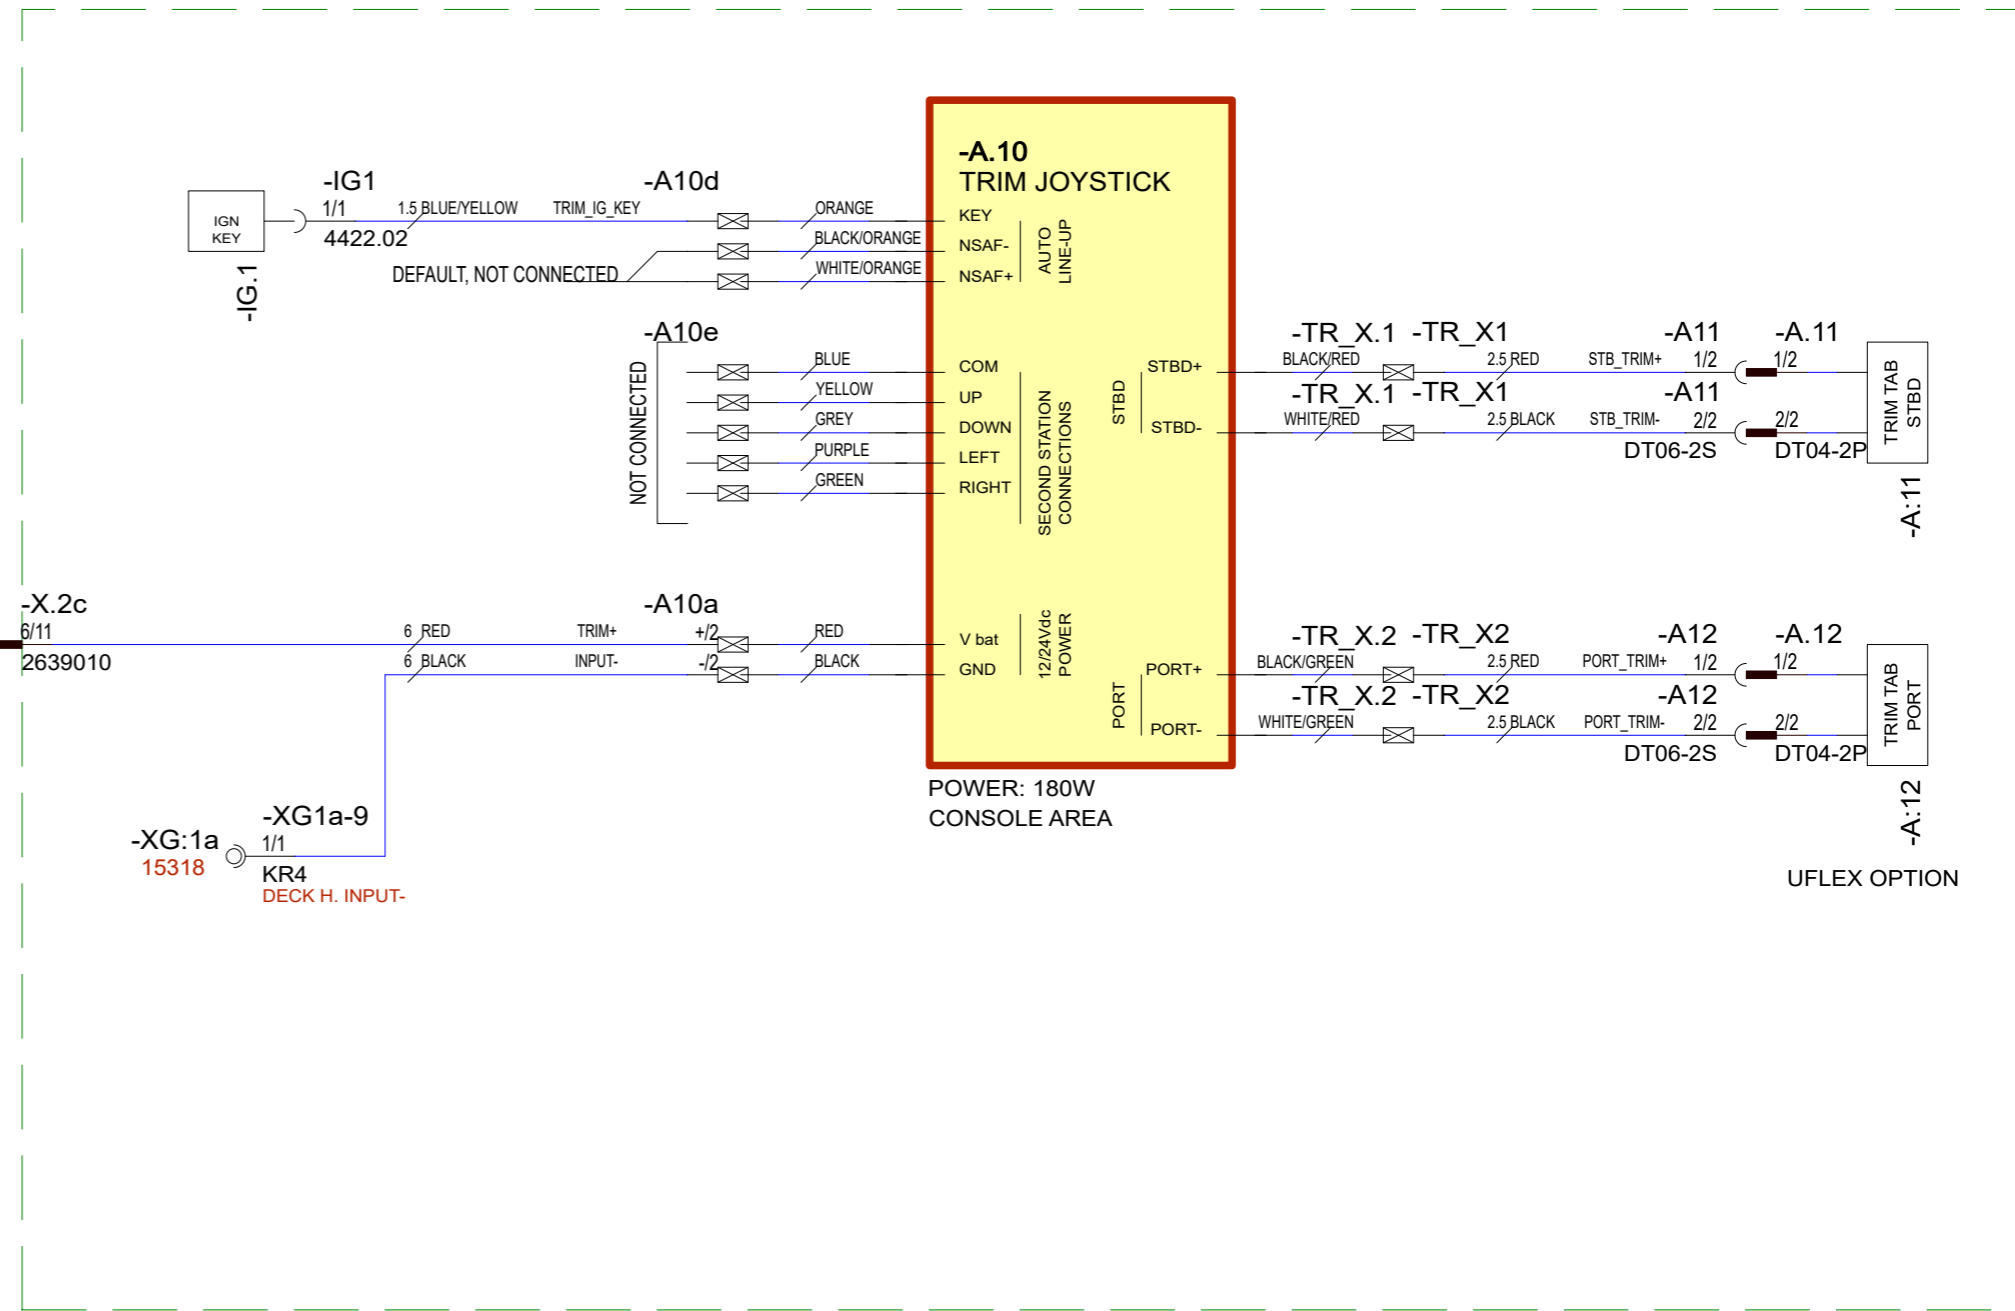 -A.10
TRIM JOYSTICK
-IG1
-A10d
IGN
KEY
1/1
1.5 BLUE/YELLOW
TRIM_IG_KEY
ORANGE
KEY
4422.02
BLACK/ORANGE
NSAF-
DEFAULT, NOT CONNECTED
WHITE/ORANGE
NSAF+
AUTO
LINE-UP
-IG.1
-A10e
NOT CONNECTED
BLUE
COM
YELLOW
UP
GREY
DOWN
PURPLE
LEFT
GREEN
RIGHT
SECOND STATION
CONNECTIONS
STBD
STBD+
STBD-
-TR_X.1
-TR_X1
-A11
-A.11
BLACK/RED
2.5 RED
STB_TRIM+
1/2
1/2
-TR_X.1
-TR_X1
-A11
WHITE/RED
2.5 BLACK
STB_TRIM-
2/2
2/2
DT06-2S
DT04-2P
TRIM TAB
STBD
-A:11
-X.2c
6/11
2639010
-A10a
6 RED
TRIM+
+/2
RED
V bat
6 BLACK
INPUT-
-/2
BLACK
GND
12/24Vdc
POWER
PORT
PORT+
PORT-
-TR_X.2
-TR_X2
-A12
-A.12
BLACK/GREEN
2.5 RED
PORT_TRIM+
1/2
1/2
-TR_X.2
-TR_X2
-A12
WHITE/GREEN
2.5 BLACK
PORT_TRIM-
2/2
2/2
DT06-2S
DT04-2P
TRIM TAB
PORT
-A:12
POWER: 180W
CONSOLE AREA
-XG:1a
15318
-XG1a-9
1/1
KR4
DECK H. INPUT-
UFLEX OPTION